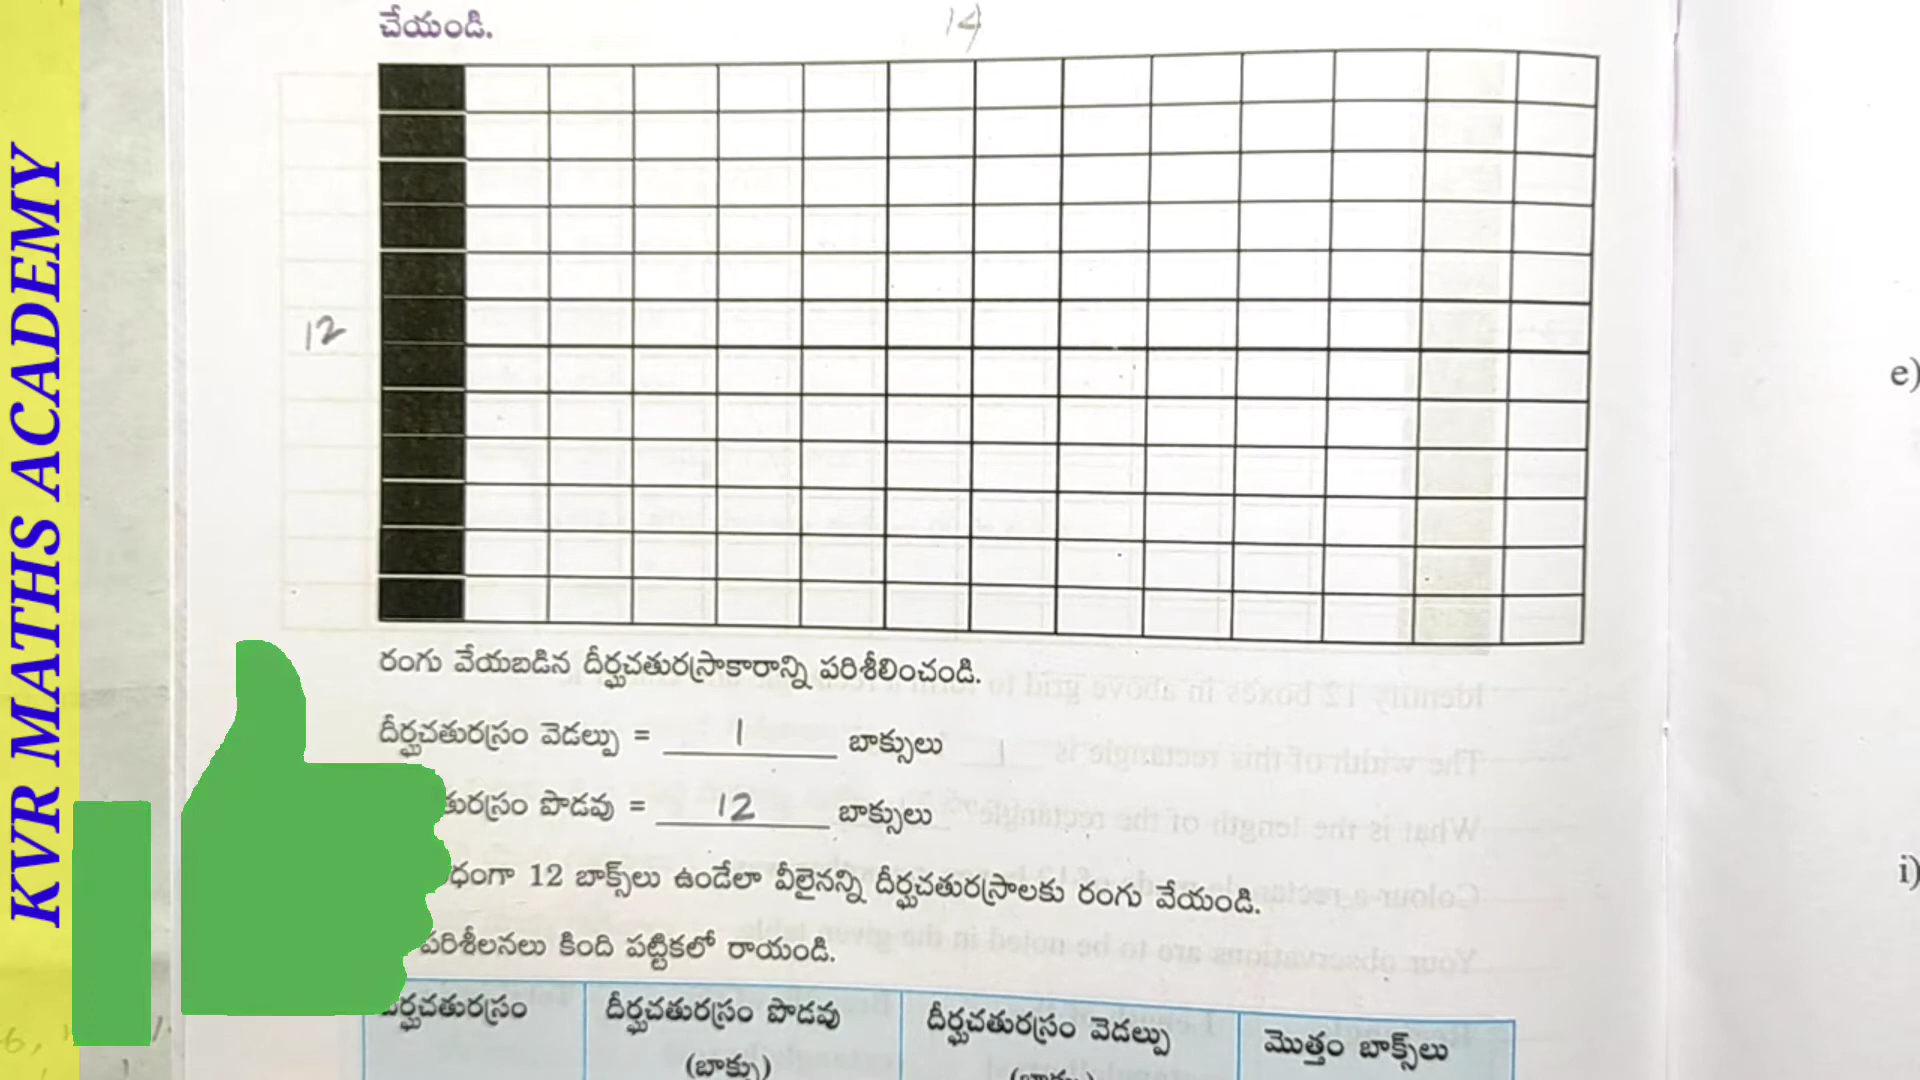 KVR MATHS ACADEMY
చేయండి.
14
12
రంగు వేయబడిన దీర్ఘచతురస్రాకారాన్ని పరిశీలించండి.
దీర్ఘచతురస్రం వెడల్పు = 1 బాక్సులు
తురస్రం పొడవు = 12 బాక్సులు
ధంగా 12 బాక్స్‌లు ఉండేలా వీలైనన్ని దీర్ఘచతురస్రాలకు రంగు వేయండి.
పరిశీలనలు కింది పట్టికలో రాయండి.
దీర్ఘచతురస్రం
దీర్ఘచతురస్రం పొడవు
(బాక్సు)
దీర్ఘచతురస్రం వెడల్పు
మొత్తం బాక్స్‌లు
e)
i)